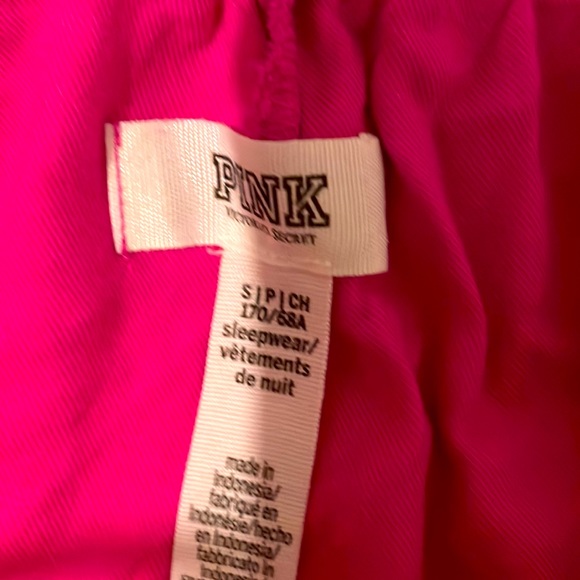 PINK
VICTORIA'S SECRET
S|P|CH
170/68A
sleepwear/
vêtements
de nuit
made in
Indonesia/
fabriqué en
Indonésie/hecho
en Indonesia/
fabricato in